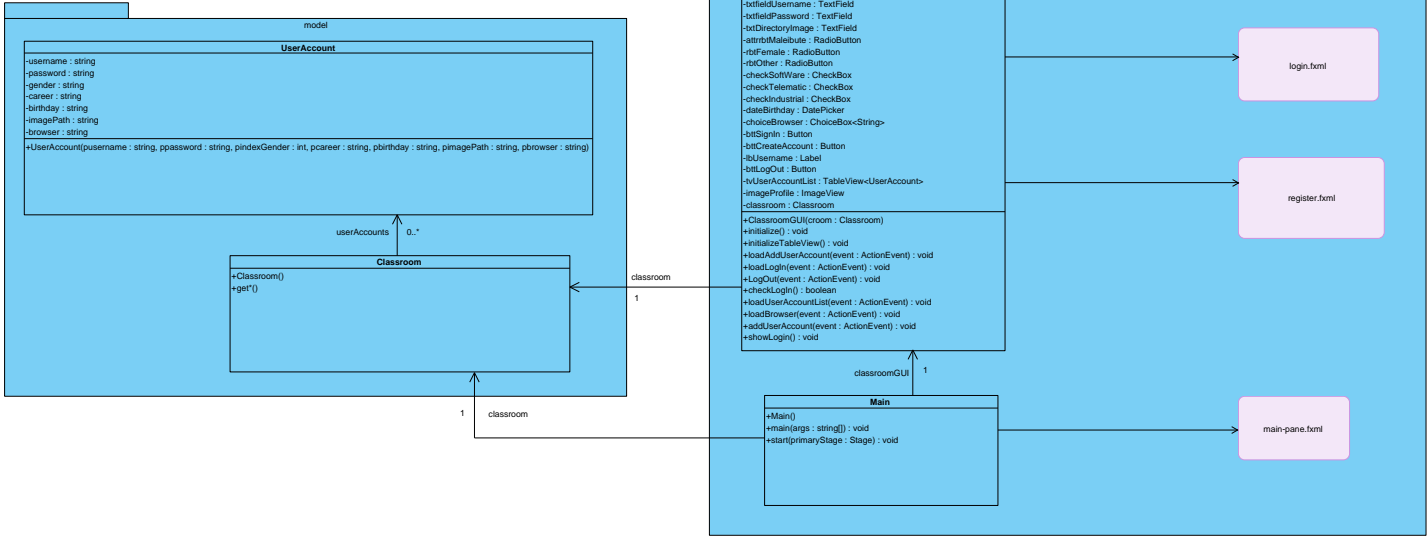 model
UserAccount
-username : string
-password : string
-gender : string
-career : string
-birthday : string
-imagePath : string
-browser : string
+UserAccount(pusername : string, ppassword : string, pindexGender : int, pcareer : string, pbirthday : string, pimagePath : string, pbrowser : string)
userAccounts
0..*
Classroom
+Classroom()
+get*()
classroom
1
1
classroom
-txtfieldUsername : TextField
-txtfieldPassword : TextField
-txtDirectoryImage : TextField
-attrrbtMaleibute : RadioButton
-rbtFemale : RadioButton
-rbtOther : RadioButton
-checkSoftWare : CheckBox
-checkTelematic : CheckBox
-checkIndustrial : CheckBox
-dateBirthday : DatePicker
-choiceBrowser : ChoiceBox<String>
-bttSignIn : Button
-bttCreateAccount : Button
-lbUsername : Label
-bttLogOut : Button
-tvUserAccountList : TableView<UserAccount>
-imageProfile : ImageView
-classroom : Classroom
+ClassroomGUI(croom : Classroom)
+initialize() : void
+initializeTableView() : void
+loadAddUserAccount(event : ActionEvent) : void
+loadLogIn(event : ActionEvent) : void
+LogOut(event : ActionEvent) : void
+checkLogIn() : boolean
+loadUserAccountList(event : ActionEvent) : void
+loadBrowser(event : ActionEvent) : void
+addUserAccount(event : ActionEvent) : void
+showLogin() : void
classroomGUI
1
Main
+Main()
+main(args : string[]) : void
+start(primaryStage : Stage) : void
login.fxml
register.fxml
main-pane.fxml